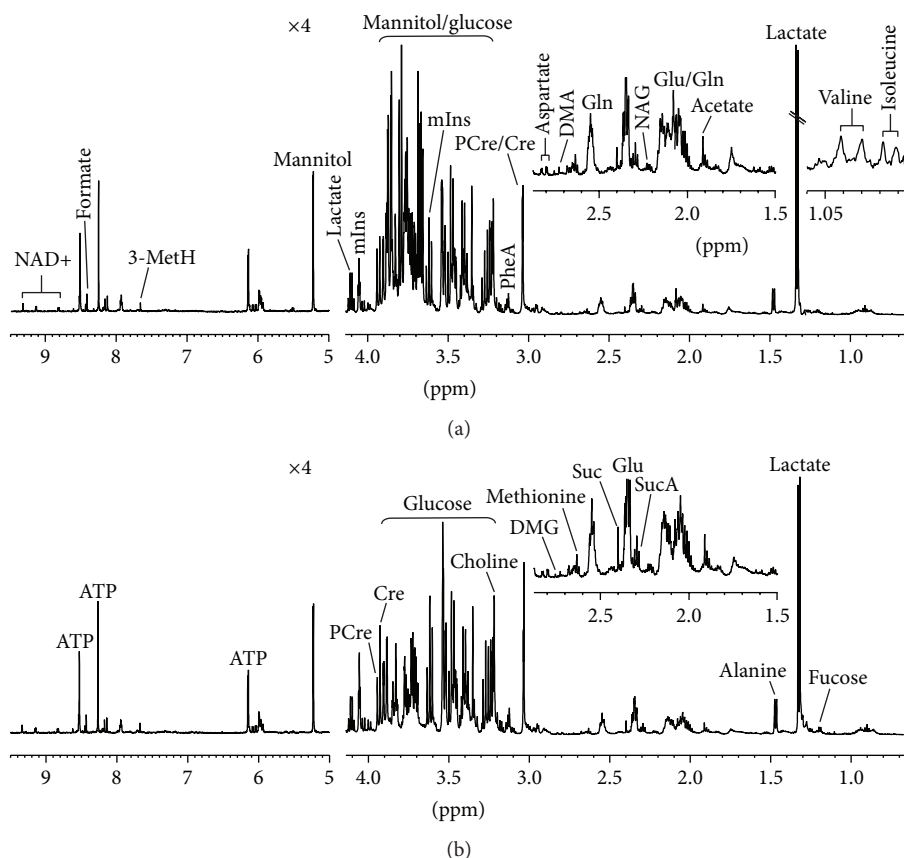 ×4
Mannitol/glucose
Lactate
Aspartate
DMA
Gln
NAG
Glu/Gln
Acetate
Valine
Isoleucine
mIns
PCre/Cre
Mannitol
Formate
Lactate
mIns
NAD+
3-MetH
PheA
2.5 2.0 1.5
(ppm)
1.05
9 8 7 6 5 4.0 3.5 3.0 2.5 2.0 1.5 1.0
(ppm)
(a)
×4
Suc
Glu
SucA
Lactate
Methionine
Glucose
DMG
Choline
Cre
ATP
ATP
PCre
ATP
2.5 2.0 1.5
(ppm)
Alanine
Fucose
9 8 7 6 5 4.0 3.5 3.0 2.5 2.0 1.5 1.0
(ppm)
(b)